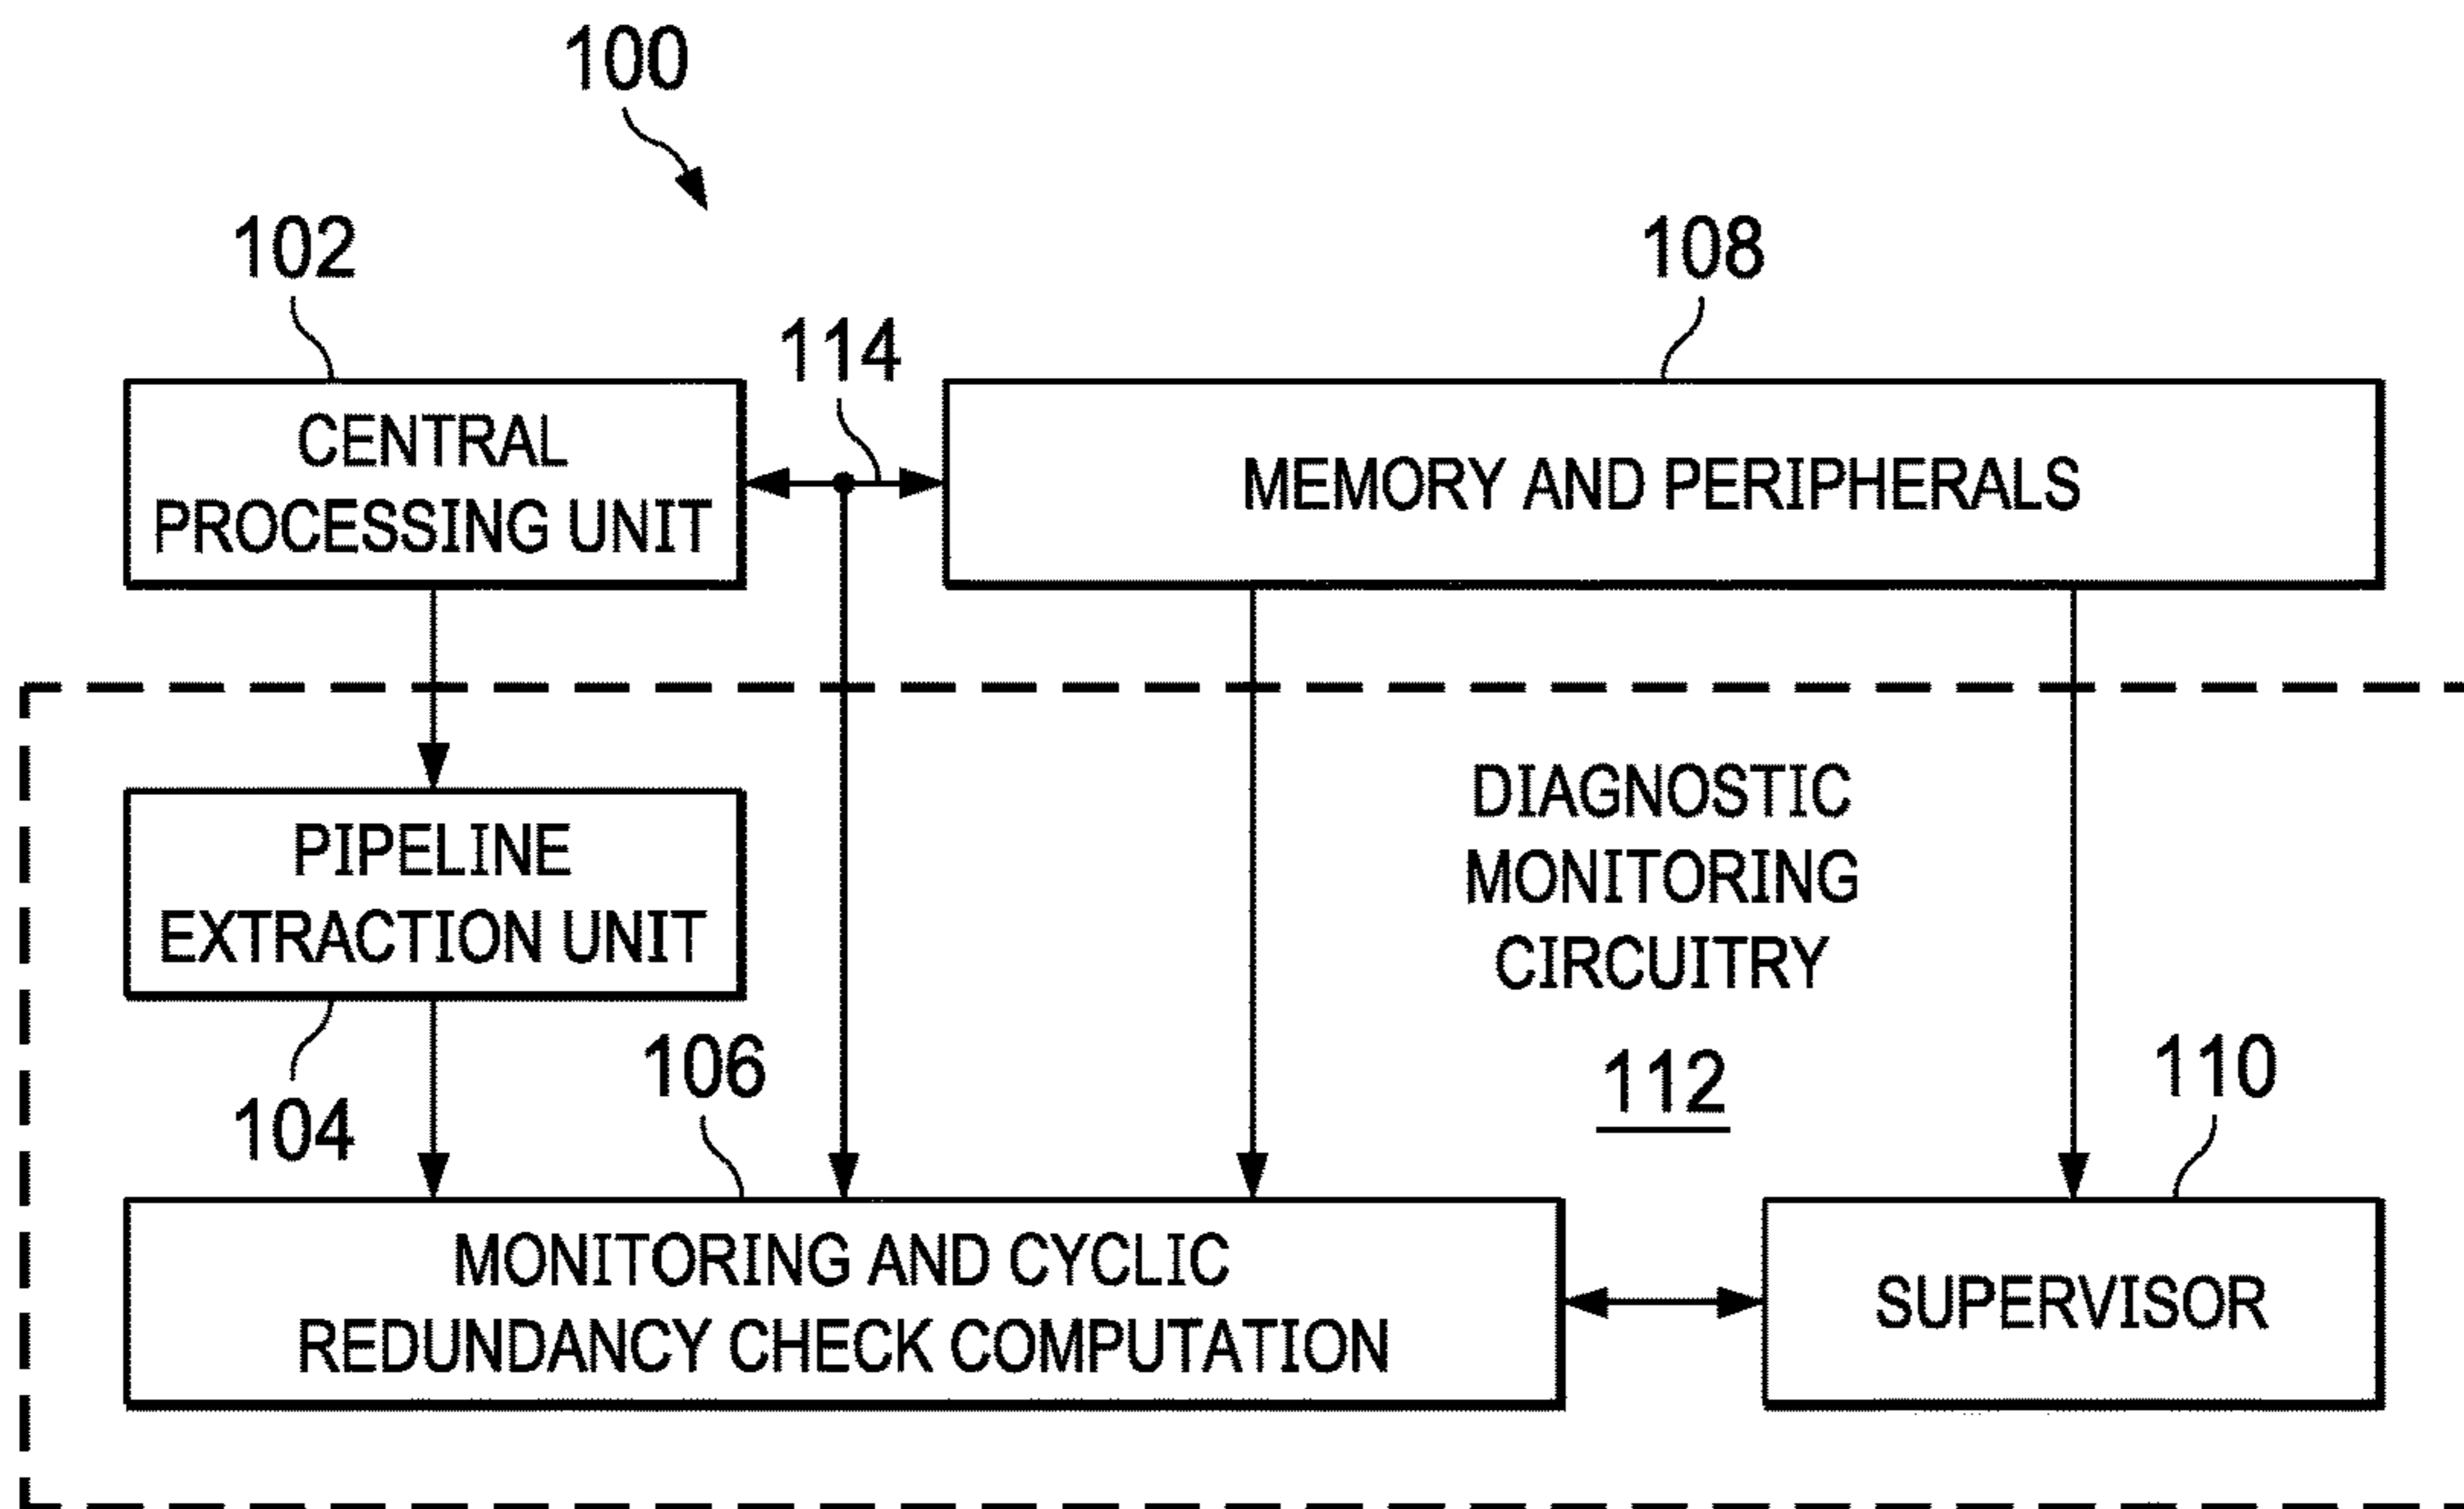 100
102
108
114
CENTRAL
PROCESSING UNIT
MEMORY AND PERIPHERALS
PIPELINE
EXTRACTION UNIT
DIAGNOSTIC
MONITORING
CIRCUITRY
112
104
106
110
MONITORING AND CYCLIC
REDUNDANCY CHECK COMPUTATION
SUPERVISOR